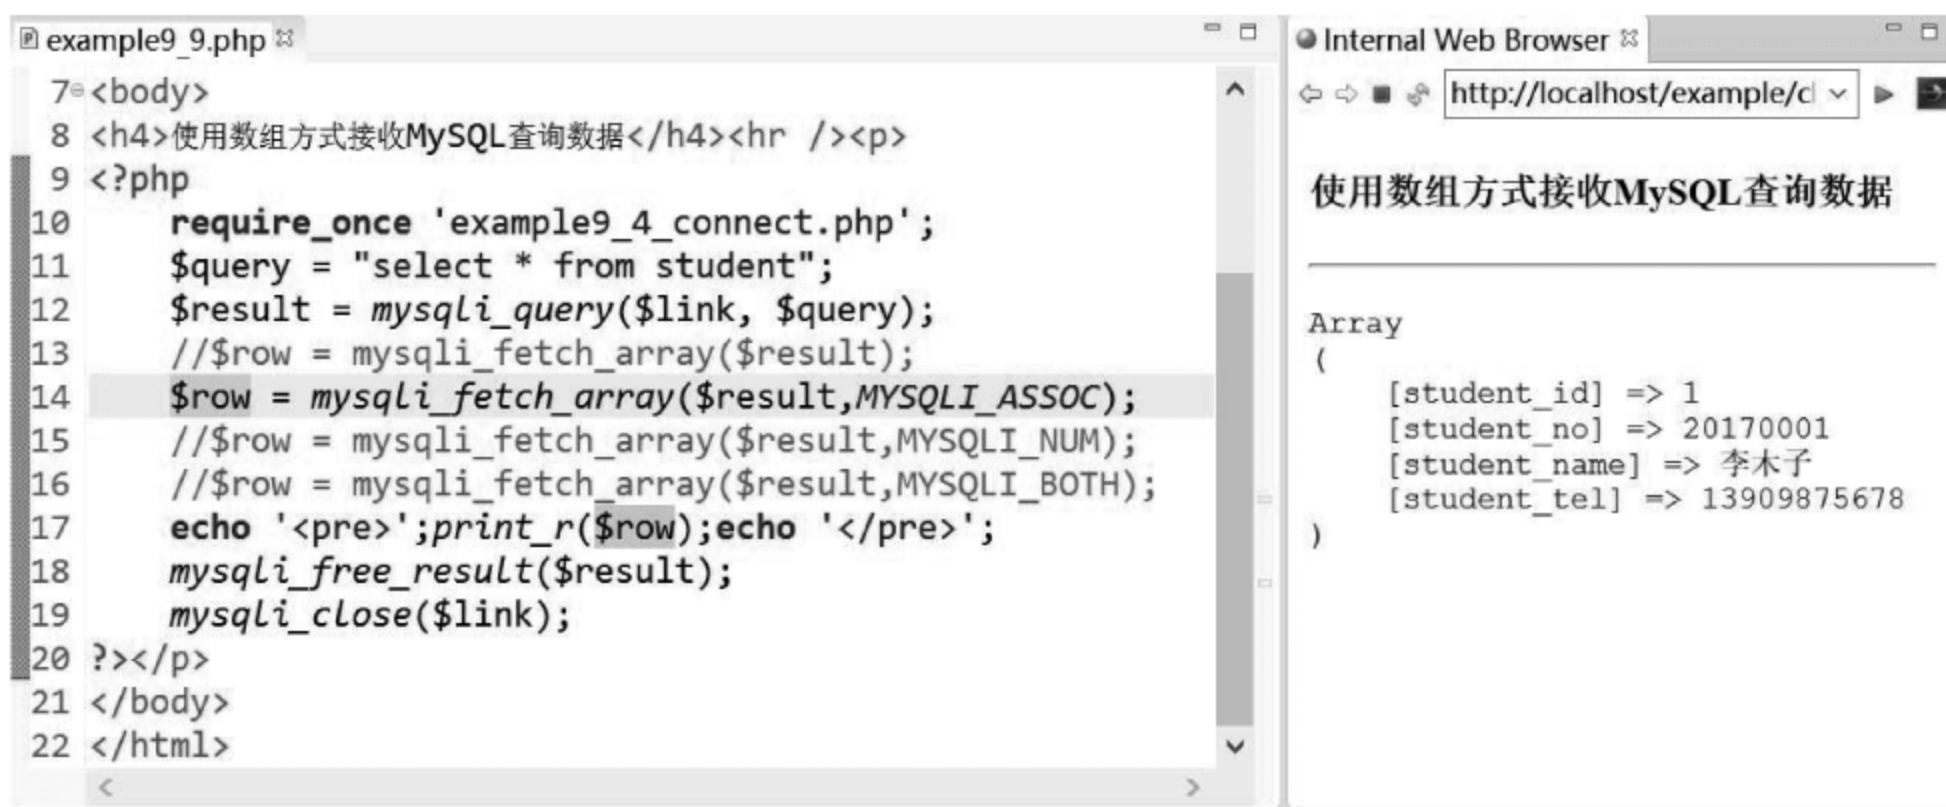 example9_9.php
7 <body>
8 <h4>使用数组方式接收MySQL查询数据</h4><hr /><p>
9 <?php
10 require_once 'example9_4_connect.php';
11 $query = "select * from student";
12 $result = mysqli_query($link, $query);
13 //$row = mysqli_fetch_array($result);
14 $row = mysqli_fetch_array($result,MYSQLI_ASSOC);
15 //$row = mysqli_fetch_array($result,MYSQLI_NUM);
16 //$row = mysqli_fetch_array($result,MYSQLI_BOTH);
17 echo '<pre>';print_r($row);echo '</pre>';
18 mysqli_free_result($result);
19 mysqli_close($link);
20 ?></p>
21 </body>
22 </html>
Internal Web Browser
http://localhost/example/c
使用数组方式接收MySQL查询数据
Array
(
[student_id] => 1
[student_no] => 20170001
[student_name] => 李木子
[student_tel] => 13909875678
)